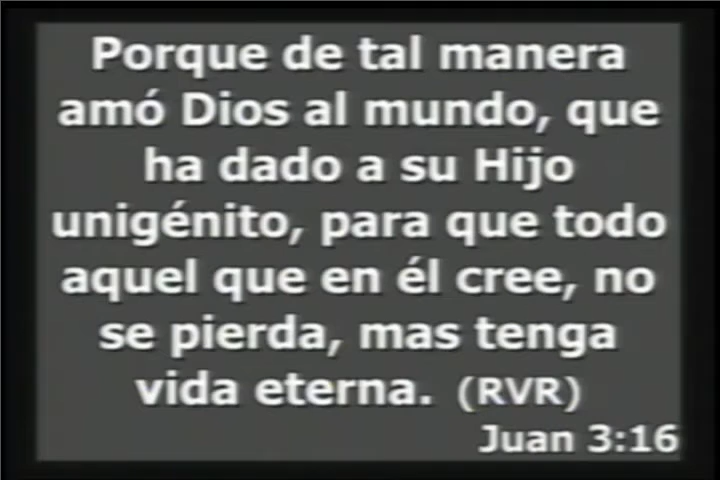 Porque de tal manera
amó Dios al mundo, que
ha dado a su Hijo
unigénito, para que todo
aquel que en él cree, no
se pierda, mas tenga
vida eterna. (RVR)
Juan 3:16